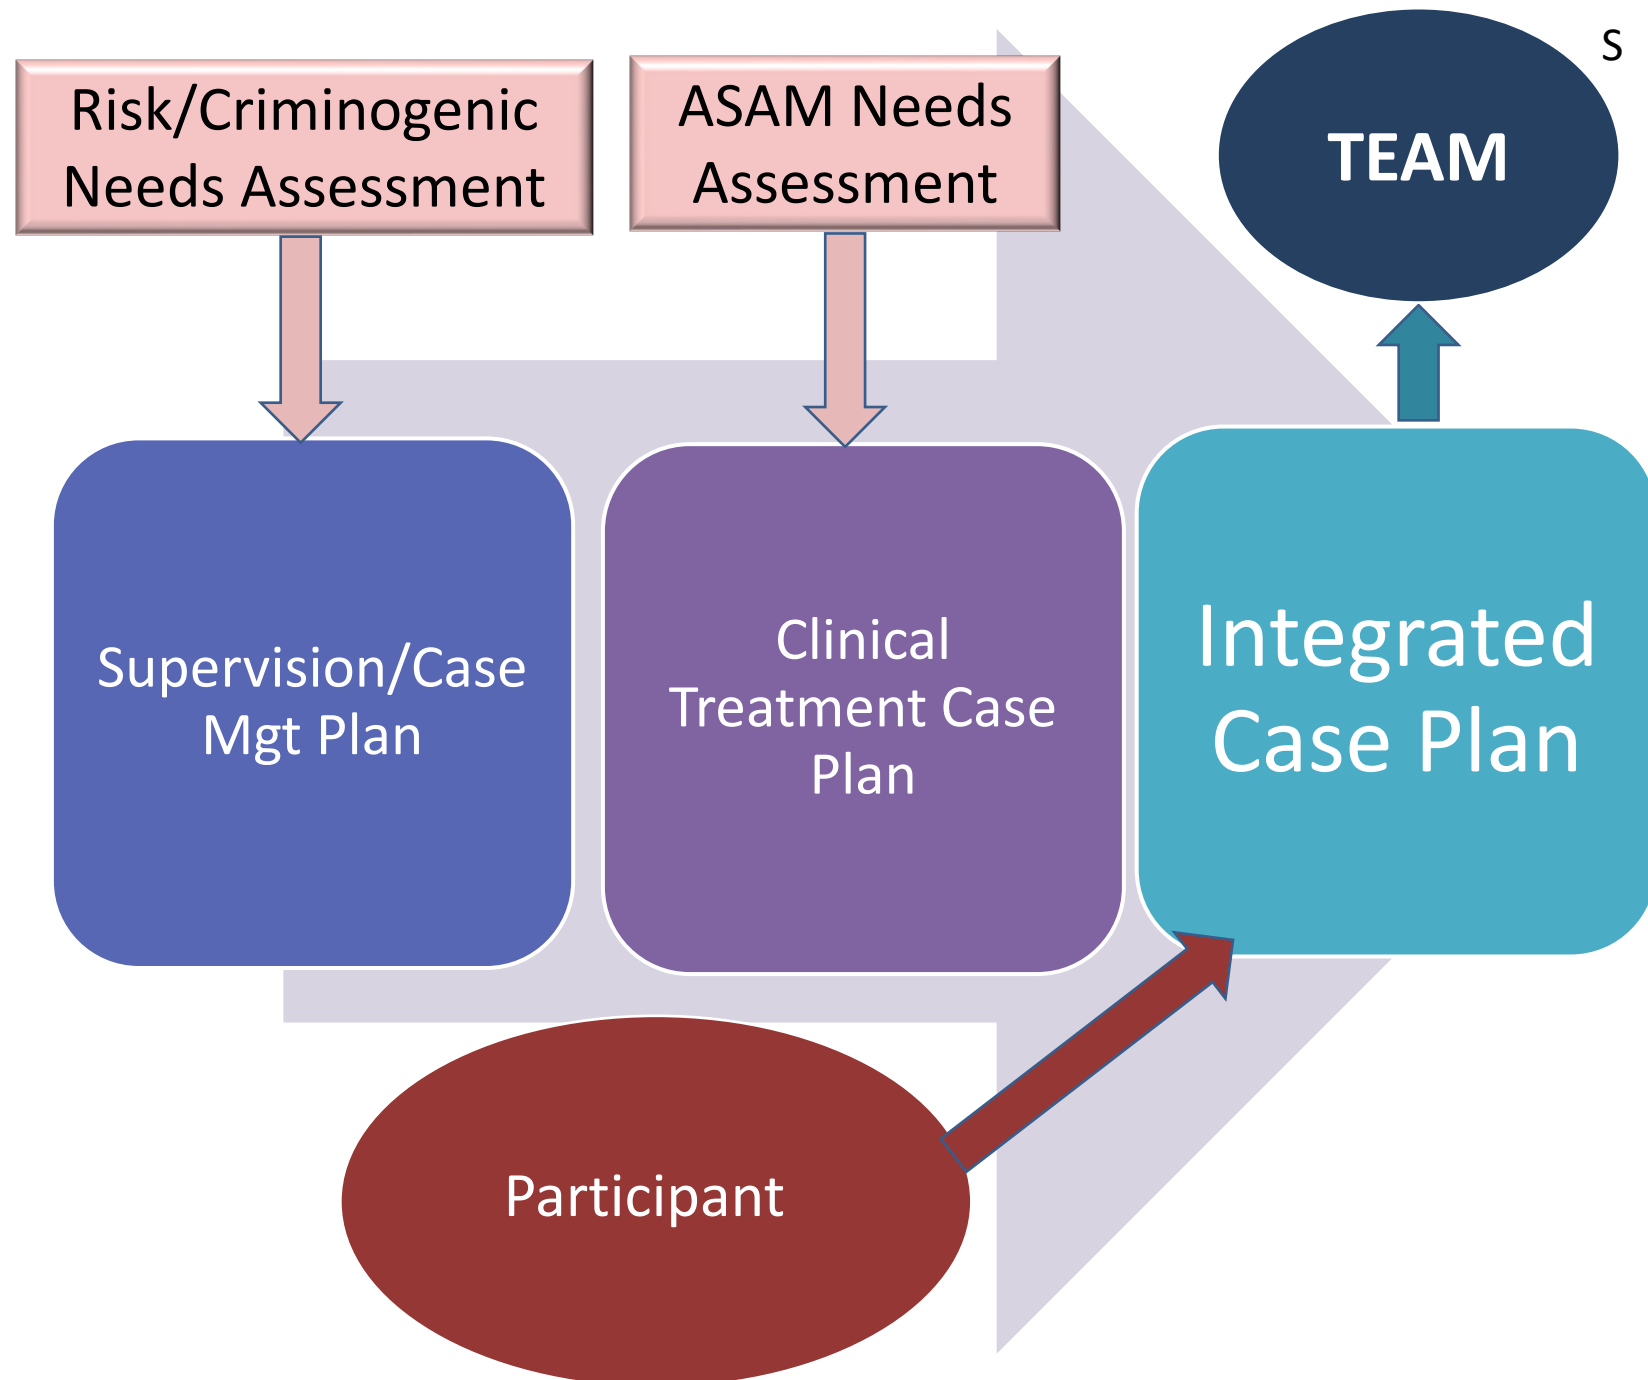 Risk/Criminogenic
Needs Assessment
ASAM Needs
Assessment
TEAM
S
Supervision/Case
Mgt Plan
Clinical
Treatment Case
Plan
Integrated
Case Plan
Participant